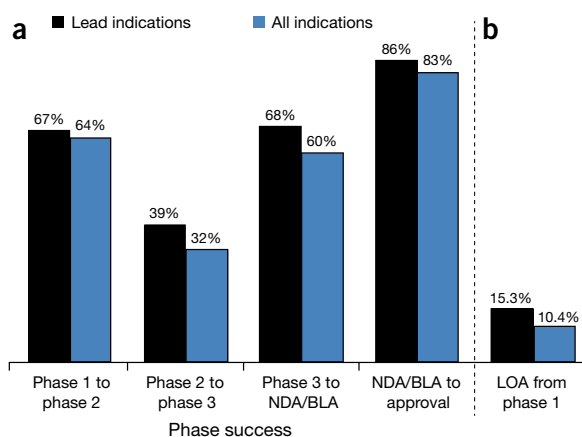 a
Lead indications
All indications
b
67%
64%
39%
32%
68%
60%
86%
83%
15.3%
10.4%
Phase 1 to
phase 2
Phase 2 to
phase 3
Phase 3 to
NDA/BLA
NDA/BLA to
approval
LOA from
phase 1
Phase success